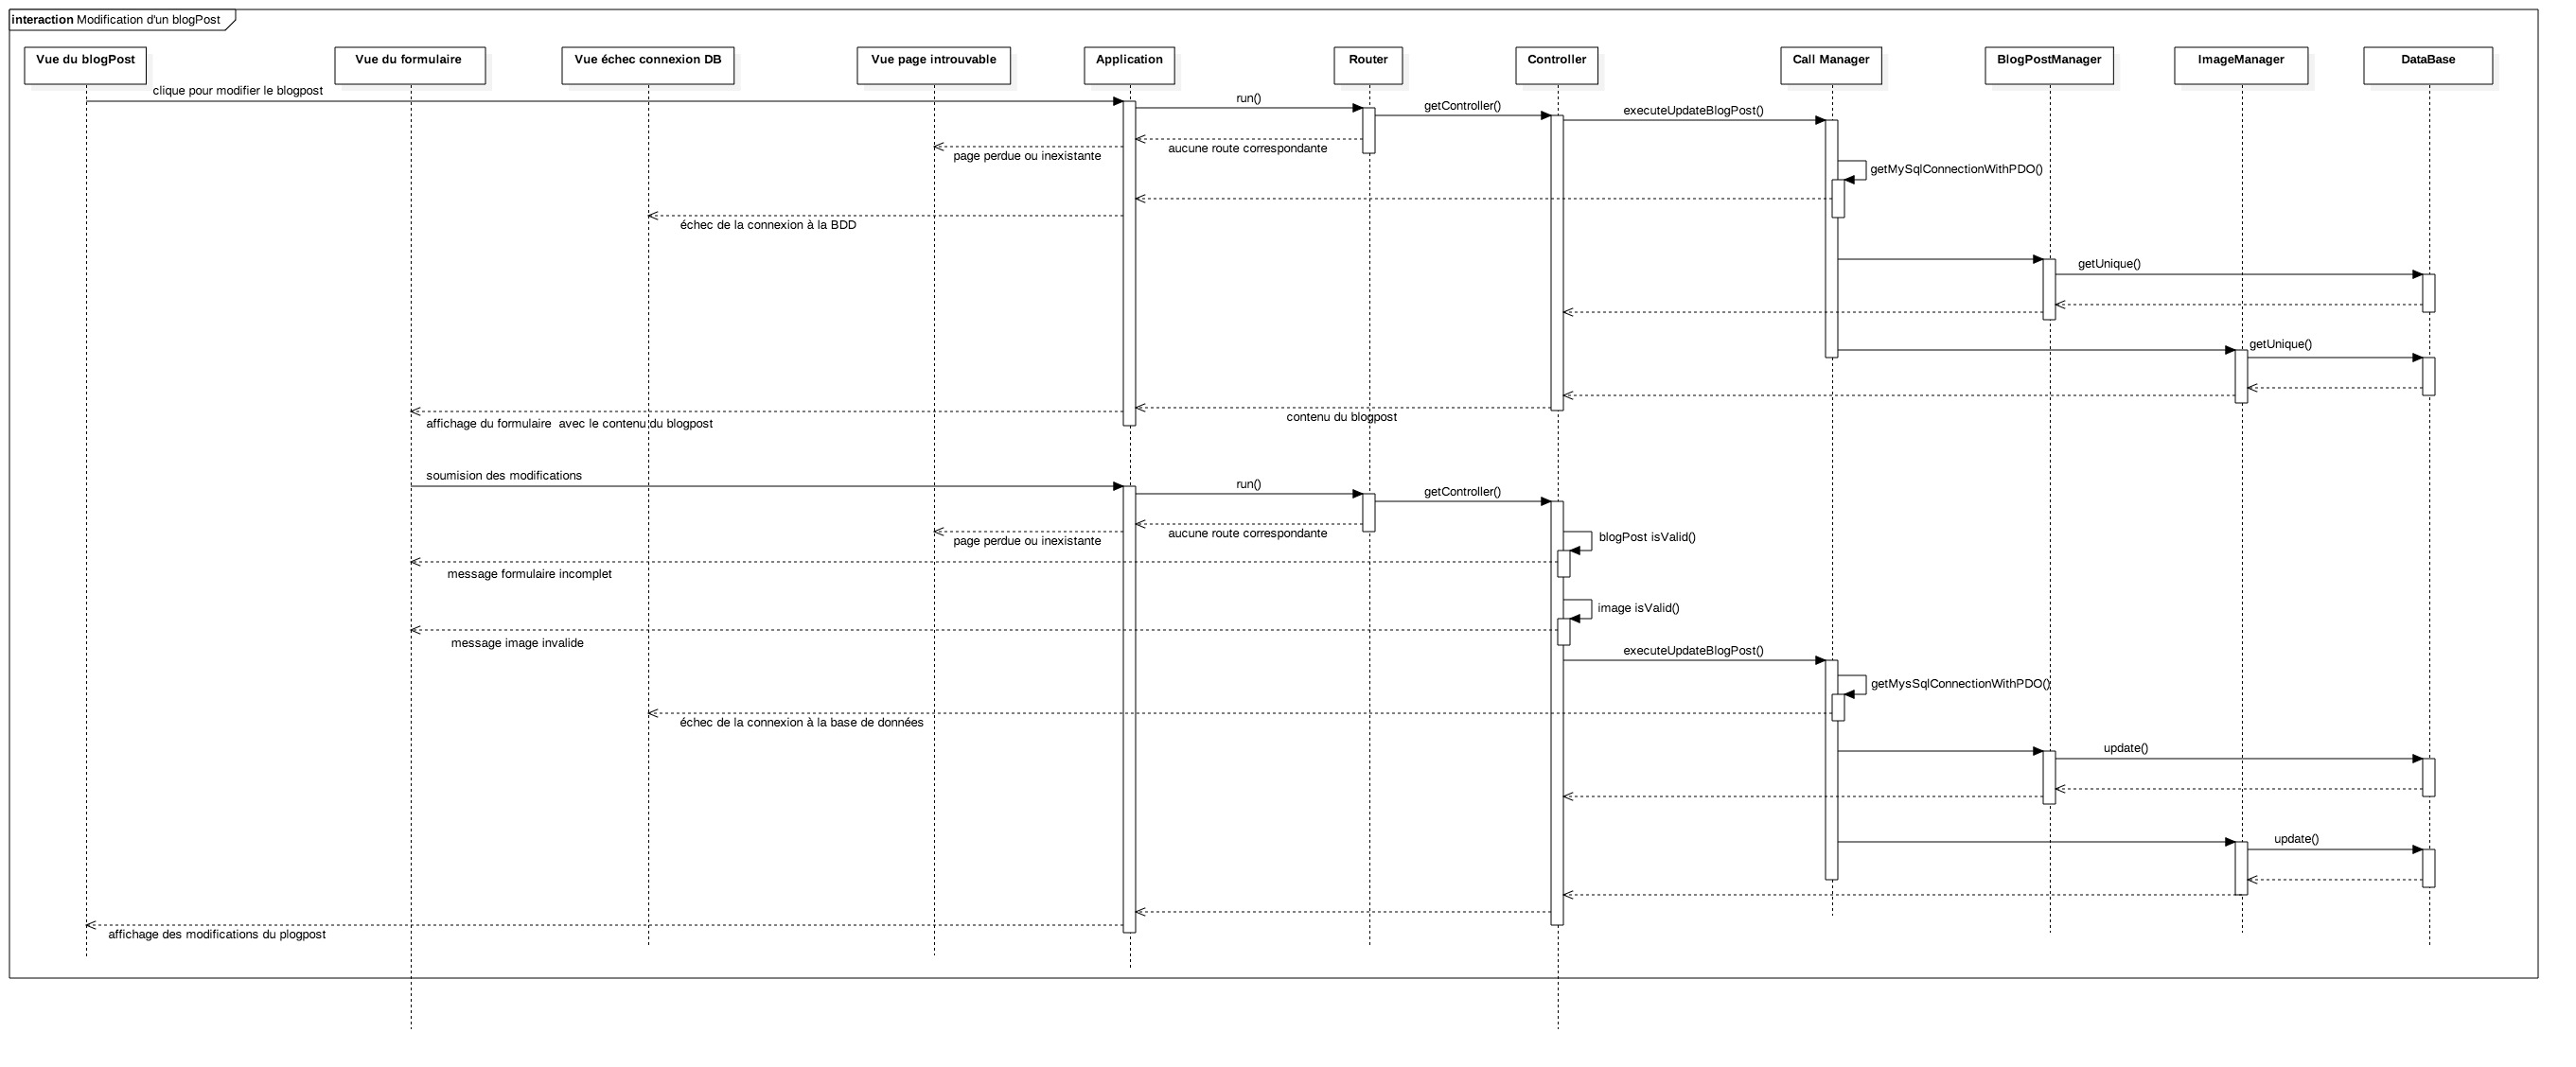 interaction Modification d'un blogPost
Vue du blogPost
Vue du formulaire
Vue échec connexion DB
Vue page introuvable
Application
Router
Controller
Call Manager
BlogPostManager
ImageManager
DataBase
clique pour modifier le blogpost
run()
getController()
executeUpdateBlogPost()
aucune route correspondante
page perdue ou inexistante
getMySqlConnectionWithPDO()
échec de la connexion à la BDD
getUnique()
getUnique()
contenu du blogpost
affichage du formulaire  avec le contenu du blogpost
soumision des modifications
run()
getController()
aucune route correspondante
page perdue ou inexistante
blogPost isValid()
message formulaire incomplet
image isValid()
message image invalide
executeUpdateBlogPost()
getMysSqlConnectionWithPDO()
échec de la connexion à la base de données
update()
update()
affichage des modifications du plogpost